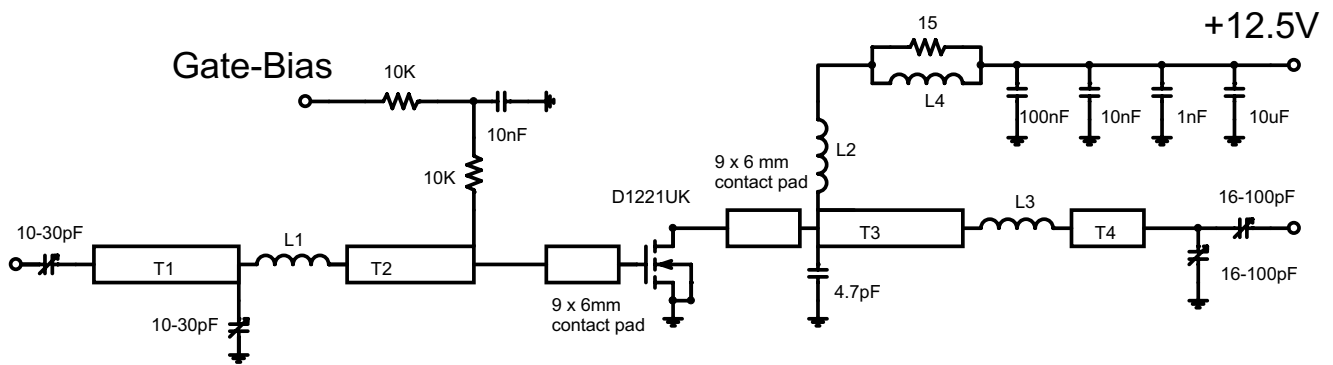 15
+12.5V
Gate-Bias
10K
L4
10nF
100nF
10nF
1nF
10uF
L2
9 x 6 mm
contact pad
10K
D1221UK
L3
16-100pF
10-30pF
L1
T1
T2
T3
T4
16-100pF
4.7pF
9 x 6mm
contact pad
10-30pF